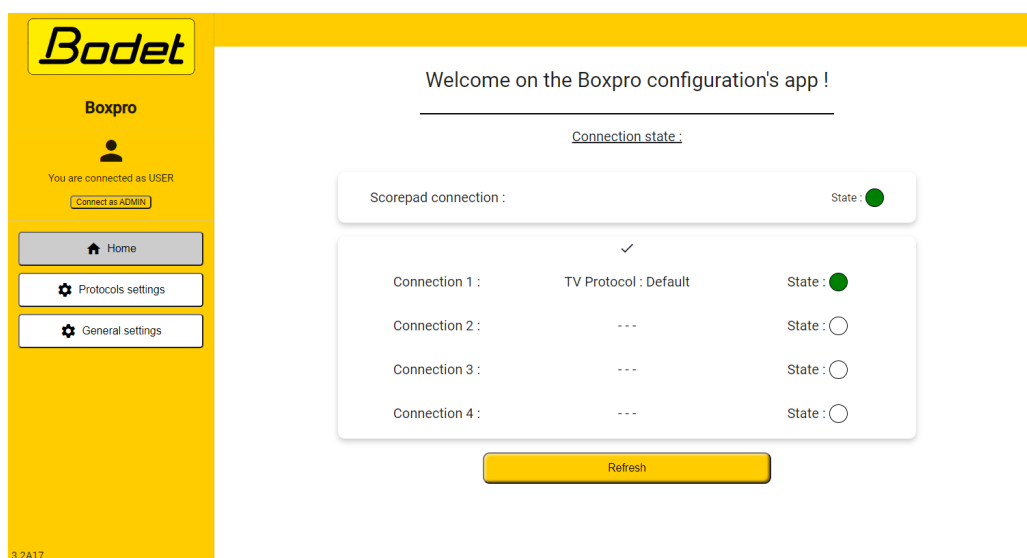 Bodet
Boxpro
You are connected as USER
Connect as ADMIN
Home
Protocols settings
General settings
3.2A17
Welcome on the Boxpro configuration's app !
Connection state :
Scorepad connection : State :
Connection 1 : TV Protocol : Default State :
Connection 2 : - - - State :
Connection 3 : - - - State :
Connection 4 : - - - State :
Refresh